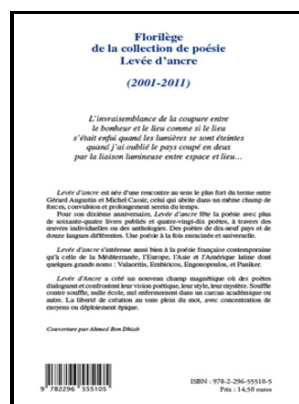 Florilège
de la collection de poésie
Levée d'ancre
(2001-2011)
L'invraisemblance de la coupure entre
le bonheur et le lieu comme si le lieu
s'était enfui quand les lumières se sont éteintes
quand j'ai oublié le pays coupé en deux
par la liaison lumineuse entre espace et lieu...
Levée d'ancre est née d'une rencontre au sens le plus fort du terme entre
Gérard Augustin et Michel Cassir, celui qui abrite dans un même champ de
forces, convulsion et prolongement serein du temps.
Pour son dixième anniversaire, Levée d'ancre fête la poésie avec plus
de soixante-quatre livres publiés et quatre-vingt-dix poètes, à travers des
œuvres individuelles ou des anthologies. Des poètes de dix-neuf pays et de
douze langues différentes. Une poésie à la fois enracinée et universelle.
Levée d'ancre s'intéresse aussi bien à la poésie française contemporaine
qu'à celle de la Méditerranée, l'Europe, l'Asie et l'Amérique latine dont
quelques grands noms : Valaoritis, Embiricos, Engonopoulos, et Paniker.
Levée d'Ancre a créé un nouveau champ magnétique où des poètes
dialoguent et confrontent leur vision poétique, leur style, leur mystère. Souffle
contre souffle, nulle école, nul enfermement dans un carcan académique ou
autre. La liberté de création au sens plein du mot, avec concentration de
moyens ou déploiement épique.
Couverture par Ahmed Ben Dhiab
9 782296 555105
ISBN : 978-2-296-55510-5
Prix : 14,50 euros